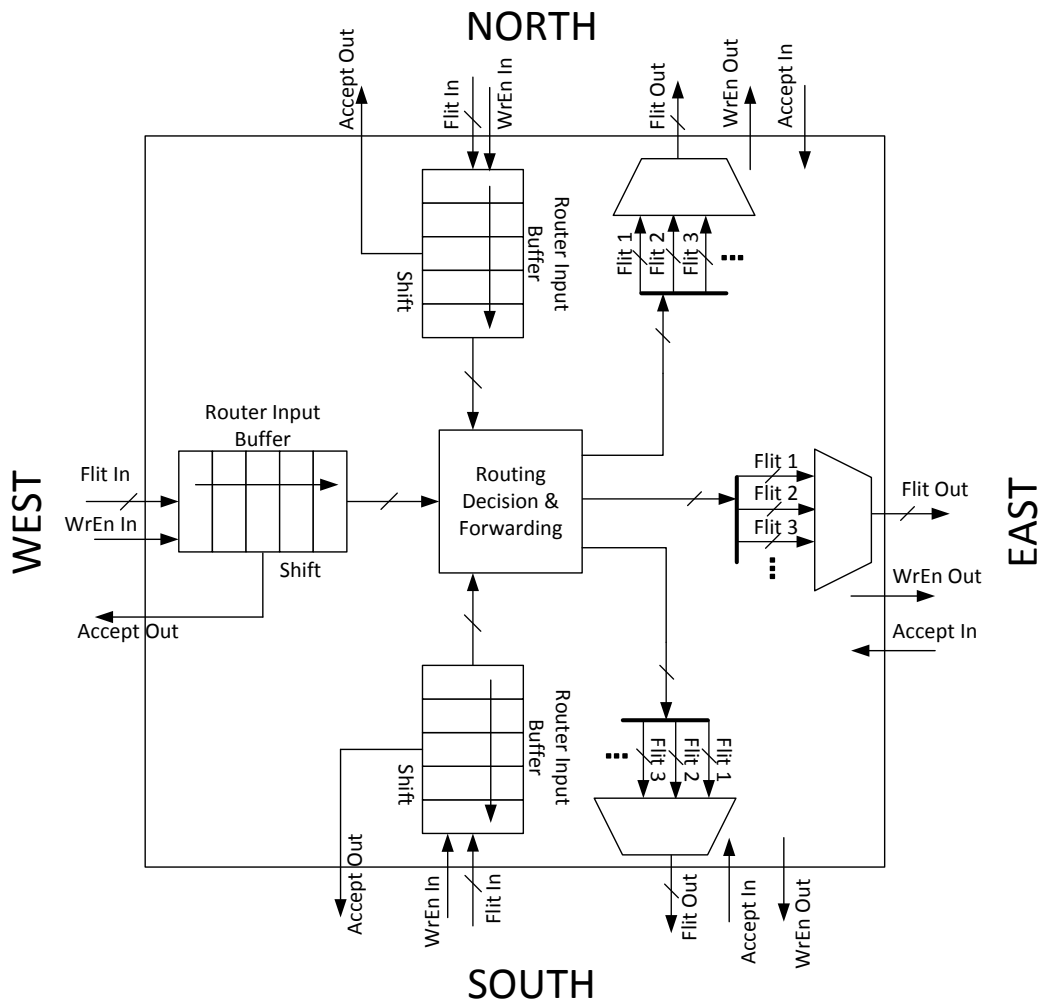 NORTH
Accept Out
Flit In
WrEn In
Flit Out
WrEn Out
Accept In
Router Input
Buffer
Shift
Flit 1
Flit 2
Flit 3
...
Router Input
Buffer
Shift
WEST
Flit In
WrEn In
Accept Out
Routing
Decision &
Forwarding
Flit 1
Flit 2
Flit 3
...
EAST
Flit Out
WrEn Out
Accept In
Router Input
Buffer
Shift
...
Flit 3
Flit 2
Flit 1
Accept Out
WrEn In
Flit In
Flit Out
Accept In
WrEn Out
SOUTH